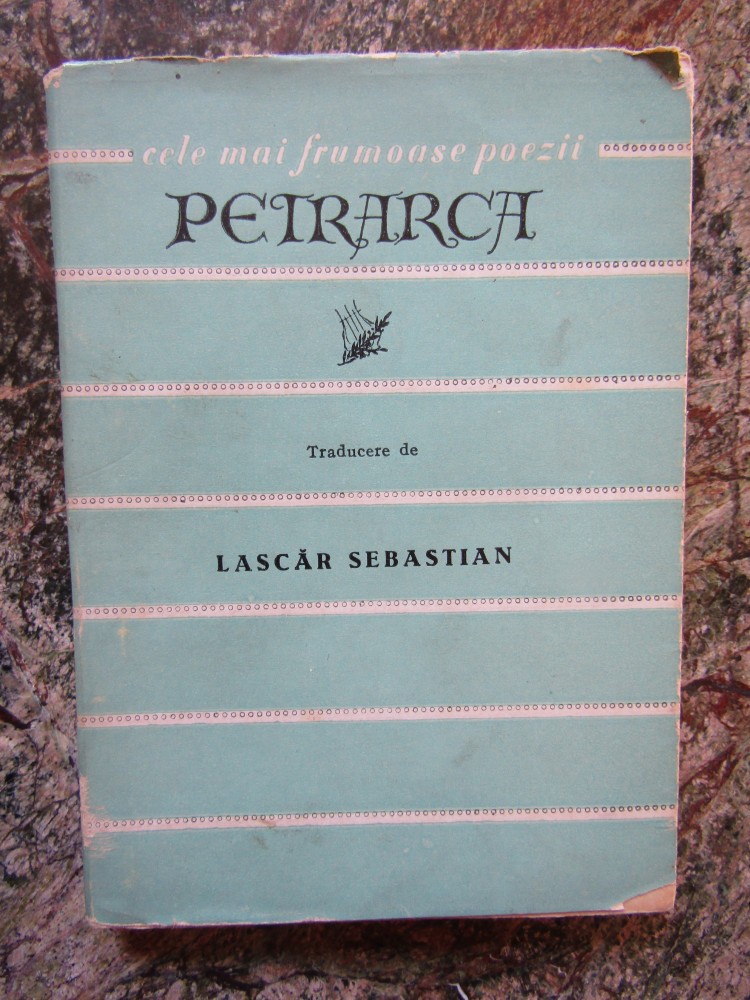 cele mai frumoase poezii
PETRARCA
Traducere de
LASCĂR SEBASTIAN